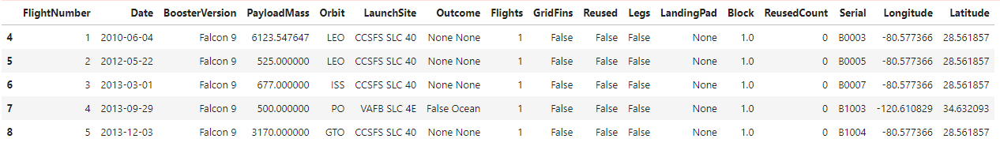 FlightNumber Date BoosterVersion PayloadMass Orbit LaunchSite Outcome Flights GridFins Reused Legs LandingPad Block ReusedCount Serial Longitude Latitude
4 1 2010-06-04 Falcon 9 6123.547647 LEO CCSFS SLC 40 None None 1 False False False None 1.0 0 B0003 -80.577366 28.561857
5 2 2012-05-22 Falcon 9 525.000000 LEO CCSFS SLC 40 None None 1 False False False None 1.0 0 B0005 -80.577366 28.561857
6 3 2013-03-01 Falcon 9 677.000000 ISS CCSFS SLC 40 None None 1 False False False None 1.0 0 B0007 -80.577366 28.561857
7 4 2013-09-29 Falcon 9 500.000000 PO VAFB SLC 4E False Ocean 1 False False False None 1.0 0 B1003 -120.610829 34.632093
8 5 2013-12-03 Falcon 9 3170.000000 GTO CCSFS SLC 40 None None 1 False False False None 1.0 0 B1004 -80.577366 28.561857